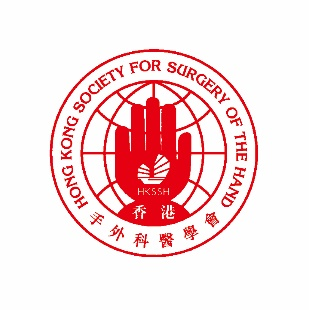 HONG KONG SOCIETY FOR SURGERY OF THE HAND
HKSSH
香港
手外科醫學會